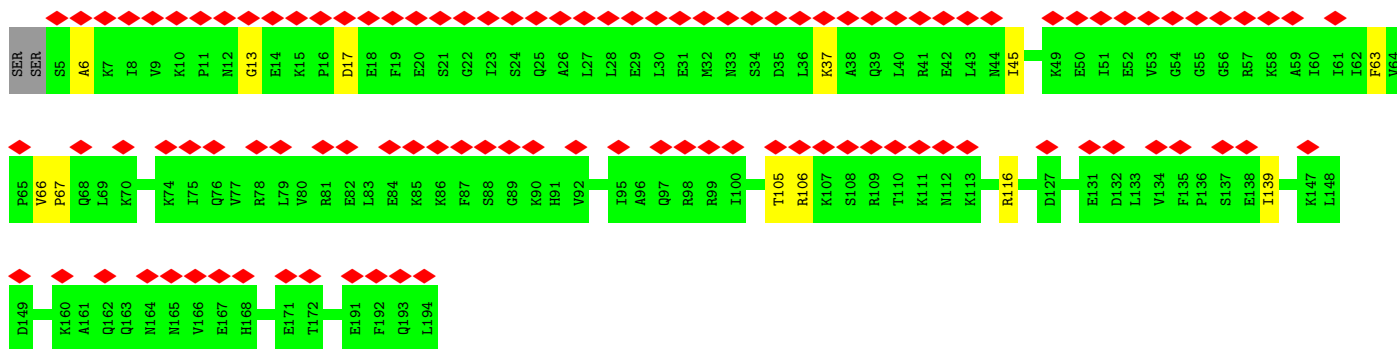 SER SER S5 A6 K7 I8 V9 K10 P11 N12 G13 E14 K15 P16 D17 E18 F19 E20 S21 G22 I23 S24 Q25 A26 L27 L28 E29 L30 E31 M32 N33 S34 D35 L36 K37 A38 Q39 L40 R41 E42 L43 N44 I45 K49 E50 I51 E52 V53 G54 G55 G56 R57 K58 A59 I60 I61 I62 F63 V64
P65 V66 P67 Q68 L69 K70 K74 I75 Q76 V77 R78 L79 V80 R81 E82 L83 E84 K85 K86 F87 S88 G89 K90 H91 V92 I95 A96 Q97 R98 R99 I100 T105 R106 K107 S108 R109 T110 K111 N112 K113 R116 D127 E131 D132 L133 V134 F135 P136 S137 E138 I139 K147 L148
D149 K160 A161 Q162 Q163 N164 N165 V166 E167 H168 E171 T172 E191 F192 Q193 L194